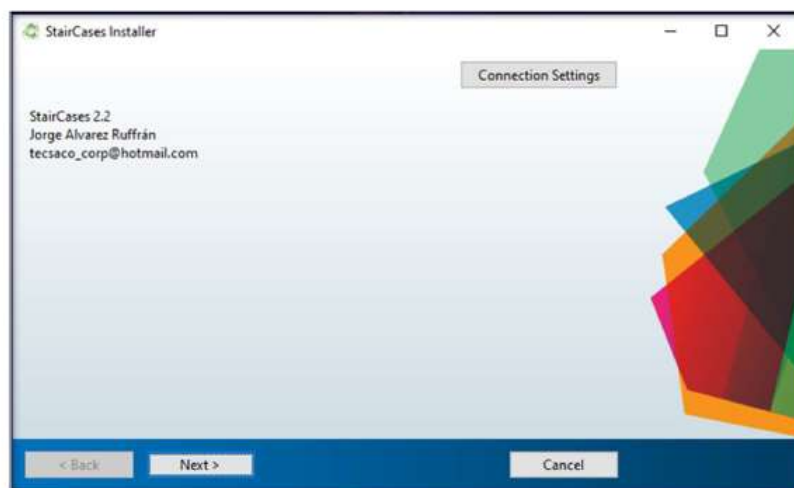 StairCases Installer
Connection Settings
StairCases 2.2
Jorge Alvarez Ruffrán
tecsaco_corp@hotmail.com
< Back
Next >
Cancel